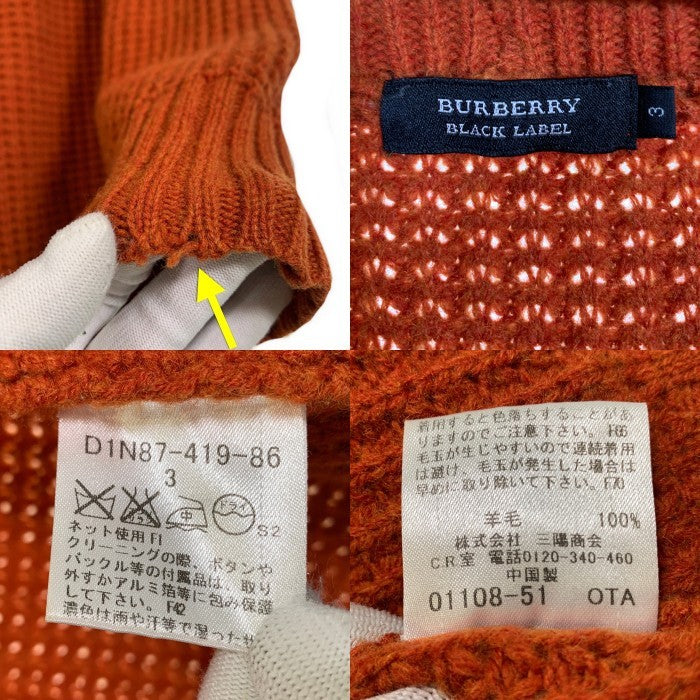 BURBERRY
BLACK LABEL
3
D1N87-419-86
3
ドライ
S2
ネット使用 F1
クリーニングの際、ボタンや
バックル等の付属品は、取り
外すかアルミ箔等に包み保護
して下さい。F42
濃色は雨や汗等で湿ったせ
着用すると色落ちすることがあ
りますのでご注意下さい。F66
毛玉が生じやすいので連続着用
は避け、毛玉が発生した場合は
早めに取り除いて下さい。F70
羊毛 100%
株式会社 三陽商会
C.R.室 電話0120-340-460
中国製
01108-51 OTA